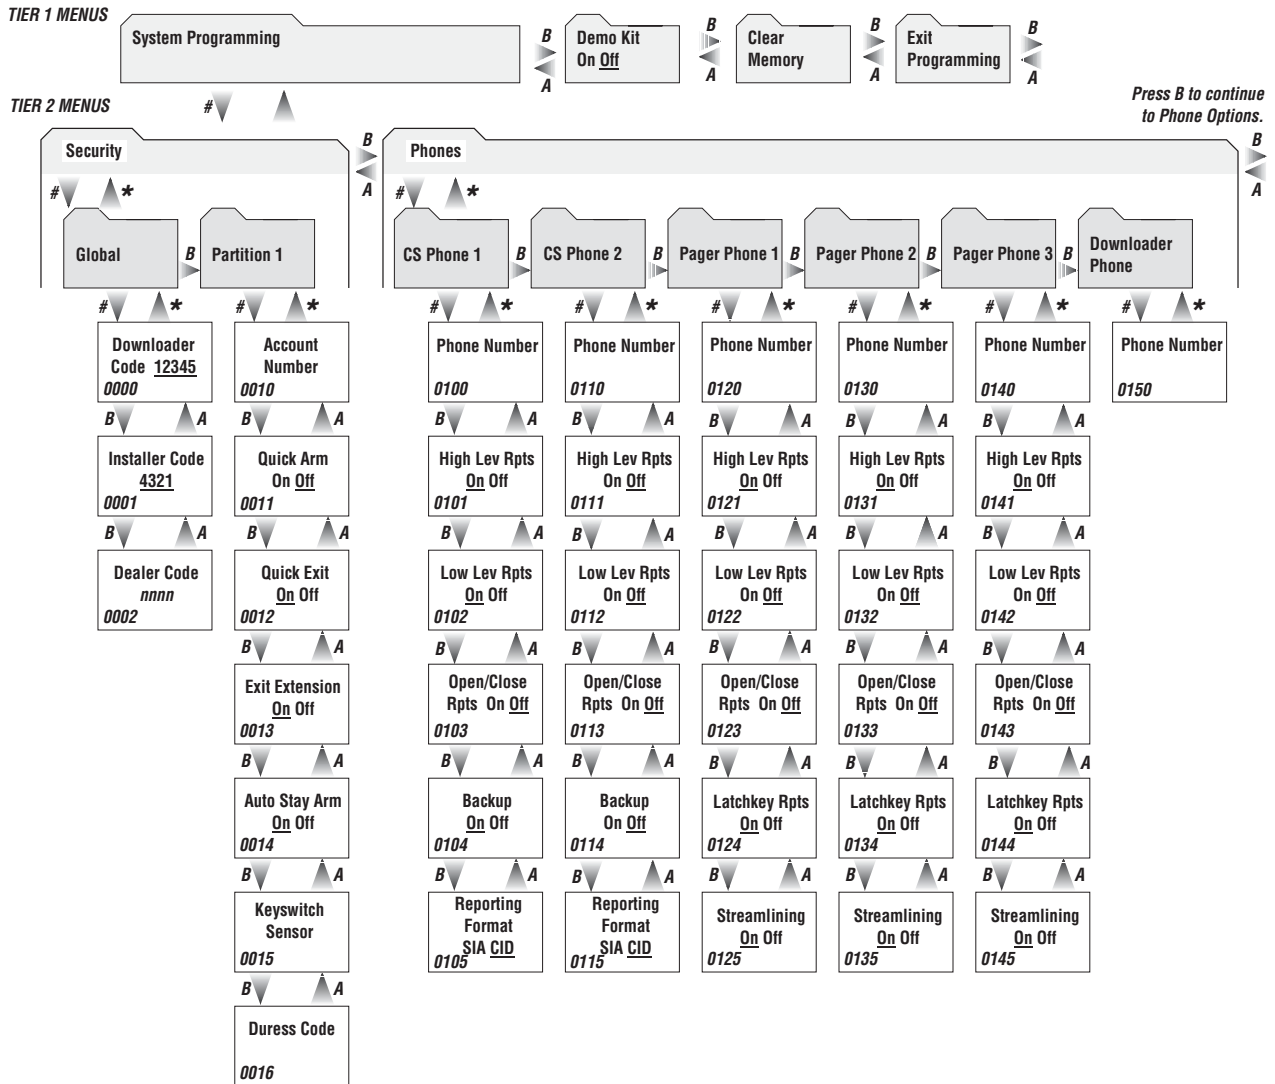 TIER 1 MENUS
System Programming
B
A
Demo Kit
On Off
B
A
Clear
Memory
B
A
Exit
Programming
B
A
Press B to continue
to Phone Options.
TIER 2 MENUS
#
Security
B
A
Phones
B
A
# *
# *
Global
B
Partition 1
CS Phone 1
B
CS Phone 2
B
Pager Phone 1
B
Pager Phone 2
B
Pager Phone 3
B
Downloader
Phone
# *
Downloader
Code 12345
0000
B A
Installer Code
4321
0001
B A
Dealer Code
nnnn
0002
# *
Account
Number
0010
B A
Quick Arm
On Off
0011
B A
Quick Exit
On Off
0012
B A
Exit Extension
On Off
0013
B A
Auto Stay Arm
On Off
0014
B A
Keyswitch
Sensor
0015
B A
Duress Code
0016
# *
Phone Number
0100
B A
High Lev Rpts
On Off
0101
B A
Low Lev Rpts
On Off
0102
B A
Open/Close
Rpts On Off
0103
B A
Backup
On Off
0104
B A
Reporting
Format
SIA CID
0105
# *
Phone Number
0110
B A
High Lev Rpts
On Off
0111
B A
Low Lev Rpts
On Off
0112
B A
Open/Close
Rpts On Off
0113
B A
Backup
On Off
0114
B A
Reporting
Format
SIA CID
0115
# *
Phone Number
0120
B A
High Lev Rpts
On Off
0121
B A
Low Lev Rpts
On Off
0122
B A
Open/Close
Rpts On Off
0123
B A
Latchkey Rpts
On Off
0124
B A
Streamlining
On Off
0125
# *
Phone Number
0130
B A
High Lev Rpts
On Off
0131
B A
Low Lev Rpts
On Off
0132
B A
Open/Close
Rpts On Off
0133
B A
Latchkey Rpts
On Off
0134
B A
Streamlining
On Off
0135
# *
Phone Number
0140
B A
High Lev Rpts
On Off
0141
B A
Low Lev Rpts
On Off
0142
B A
Open/Close
Rpts On Off
0143
B A
Latchkey Rpts
On Off
0144
B A
Streamlining
On Off
0145
# *
Phone Number
0150